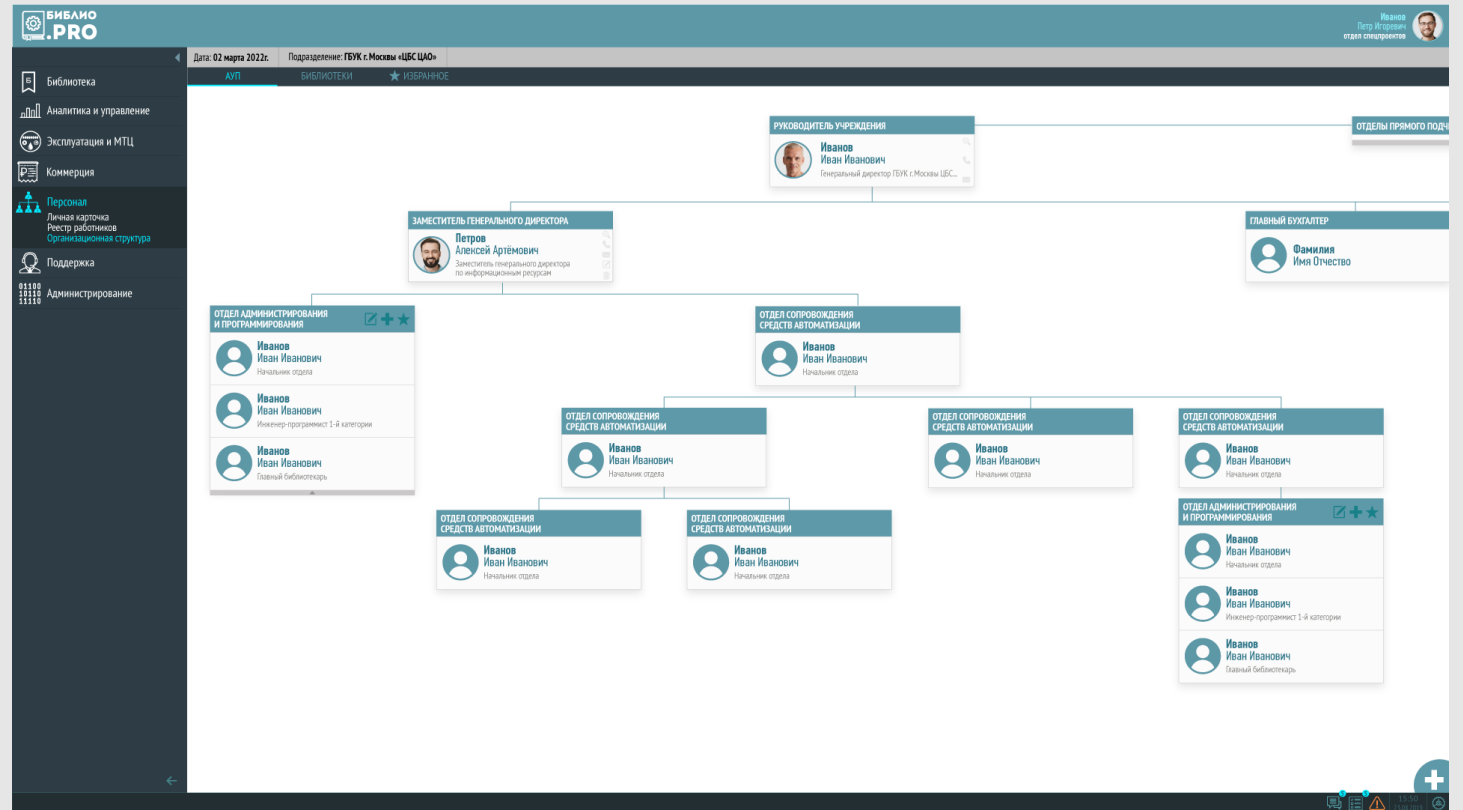 БИБЛИО
.PRO
Иванов
Петр Игоревич
отдел спецпроектов
Дата: 02 марта 2022г. Подразделение: ГБУК г. Москвы «ЦБС ЦАО»
АУП БИБЛИОТЕКИ ИЗБРАННОЕ
Б
Библиотека
Аналитика и управление
Эксплуатация и МТЦ
Коммерция
Персонал
Личная карточка
Реестр работников
Организационная структура
Поддержка
01100
10110
11110
Администрирование
РУКОВОДИТЕЛЬ УЧРЕЖДЕНИЯ
Иванов
Иван Иванович
Генеральный директор ГБУК г.Москвы ЦБС...
ОТДЕЛЫ ПРЯМОГО ПОДЧ
ЗАМЕСТИТЕЛЬ ГЕНЕРАЛЬНОГО ДИРЕКТОРА
Петров
Алексей Артёмович
Заместитель генерального директора
по информационным ресурсам
ГЛАВНЫЙ БУХГАЛТЕР
Фамилия
Имя Отчество
ОТДЕЛ АДМИНИСТРИРОВАНИЯ
И ПРОГРАММИРОВАНИЯ
Иванов
Иван Иванович
Начальник отдела
Иванов
Иван Иванович
Инженер-программист 1-й категории
Иванов
Иван Иванович
Главный библиотекарь
ОТДЕЛ СОПРОВОЖДЕНИЯ
СРЕДСТВ АВТОМАТИЗАЦИИ
Иванов
Иван Иванович
Начальник отдела
ОТДЕЛ СОПРОВОЖДЕНИЯ
СРЕДСТВ АВТОМАТИЗАЦИИ
Иванов
Иван Иванович
Начальник отдела
ОТДЕЛ СОПРОВОЖДЕНИЯ
СРЕДСТВ АВТОМАТИЗАЦИИ
Иванов
Иван Иванович
Начальник отдела
ОТДЕЛ СОПРОВОЖДЕНИЯ
СРЕДСТВ АВТОМАТИЗАЦИИ
Иванов
Иван Иванович
Начальник отдела
ОТДЕЛ СОПРОВОЖДЕНИЯ
СРЕДСТВ АВТОМАТИЗАЦИИ
Иванов
Иван Иванович
Начальник отдела
ОТДЕЛ СОПРОВОЖДЕНИЯ
СРЕДСТВ АВТОМАТИЗАЦИИ
Иванов
Иван Иванович
Начальник отдела
ОТДЕЛ АДМИНИСТРИРОВАНИЯ
И ПРОГРАММИРОВАНИЯ
Иванов
Иван Иванович
Начальник отдела
Иванов
Иван Иванович
Инженер-программист 1-й категории
Иванов
Иван Иванович
Главный библиотекарь
15:50